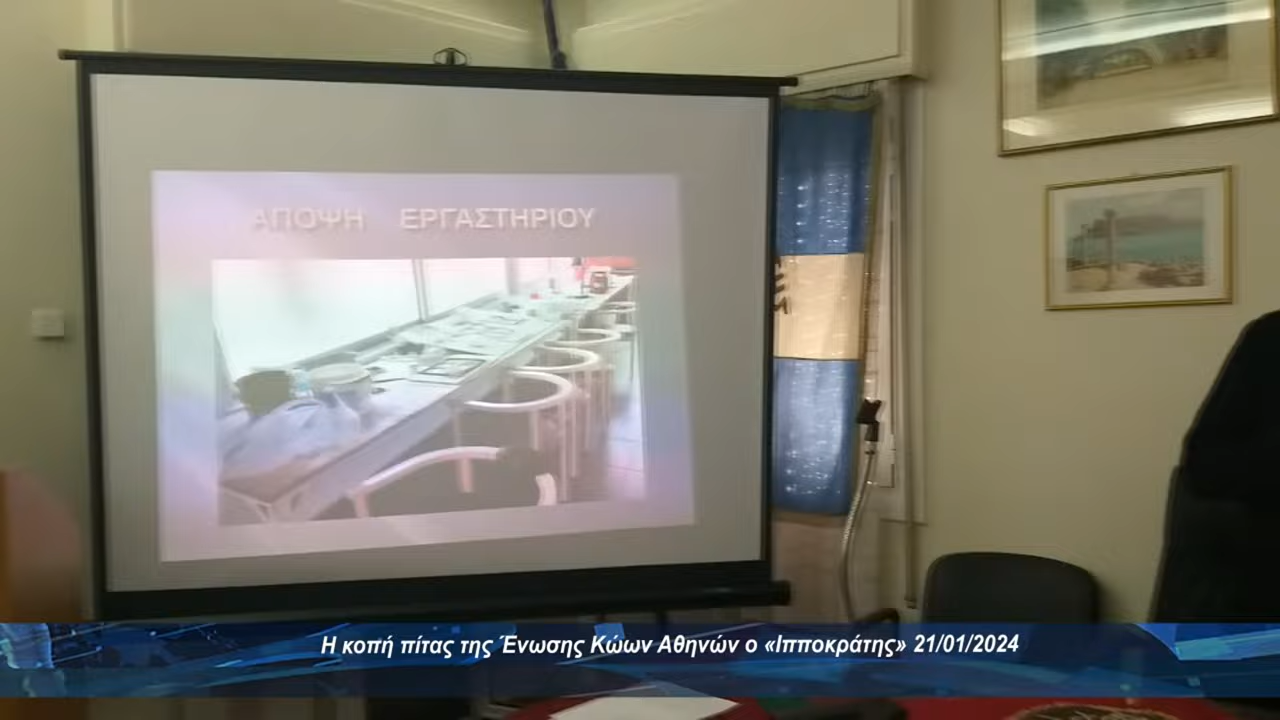 ΑΠΟΨΗ ΕΡΓΑΣΤΗΡΙΟΥ
Η κοπή πίτας της Ένωσης Κώων Αθηνών ο «Ιπποκράτης» 21/01/2024